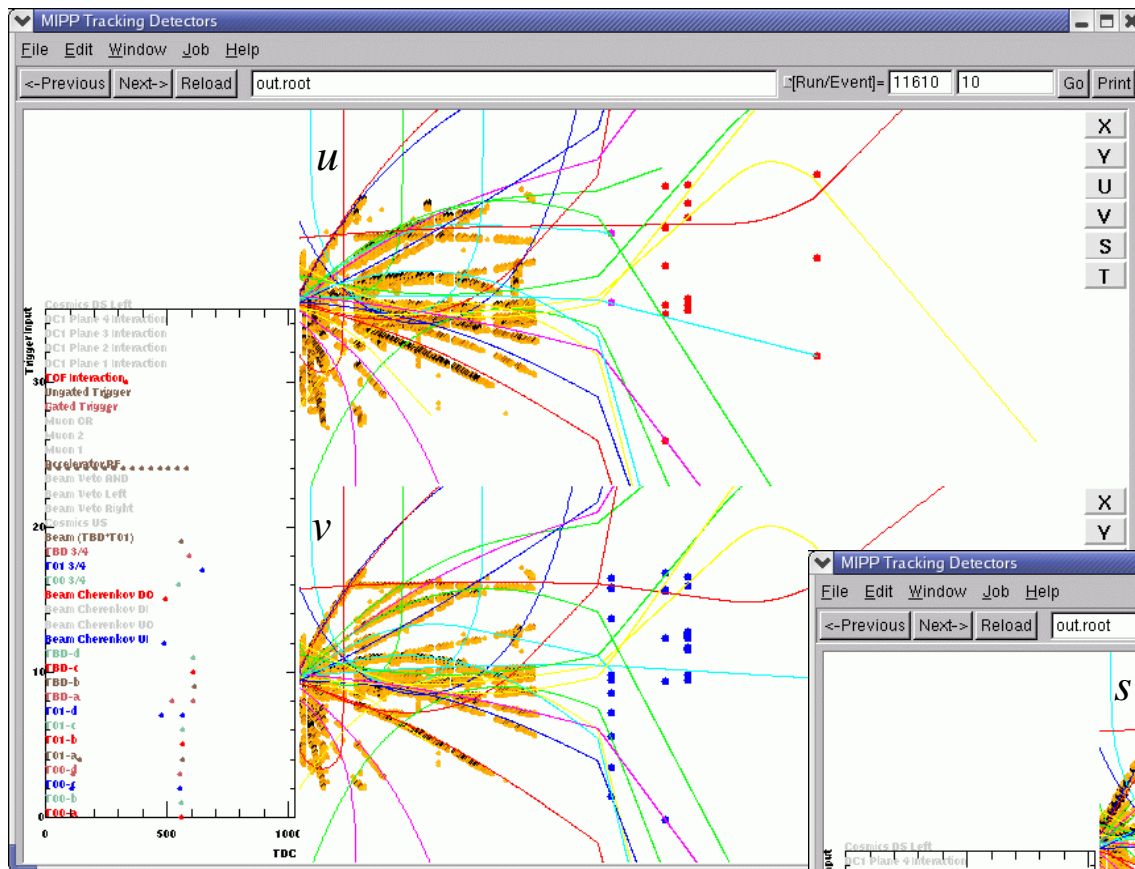 MIPP Tracking Detectors
File Edit Window Job Help
<-Previous Next-> Reload out.root [Run/Event]= 11610 10 Go Print
X
Y
U
V
S
T
u
Trigger Input
Cosmics DS Left
DC1 Plane 4 Interaction
DC1 Plane 3 Interaction
DC1 Plane 2 Interaction
DC1 Plane 1 Interaction
30
TOF Interaction
Ungated Trigger
Gated Trigger
Muon OR
Muon 2
Muon 1
Accelerator RF
Beam Veto AND
Beam Veto Left
Beam Veto Right
Cosmics US
20
Beam (TBD*T01)
TBD 3/4
T01 3/4
T00 3/4
Beam Cherenkov DO
Beam Cherenkov DI
Beam Cherenkov UO
Beam Cherenkov UI
TBD-d
10
TBD-c
TBD-b
TBD-a
T01-d
T01-c
T01-b
T01-a
T00-d
T00-c
T00-b
0
T00-a
0 500 1000
TDC
v
X
Y
MIPP Tracking Detectors
File Edit Window Job Help
<-Previous Next-> Reload out.root
s
Cosmics DS Left
DC1 Plane 4 Interaction